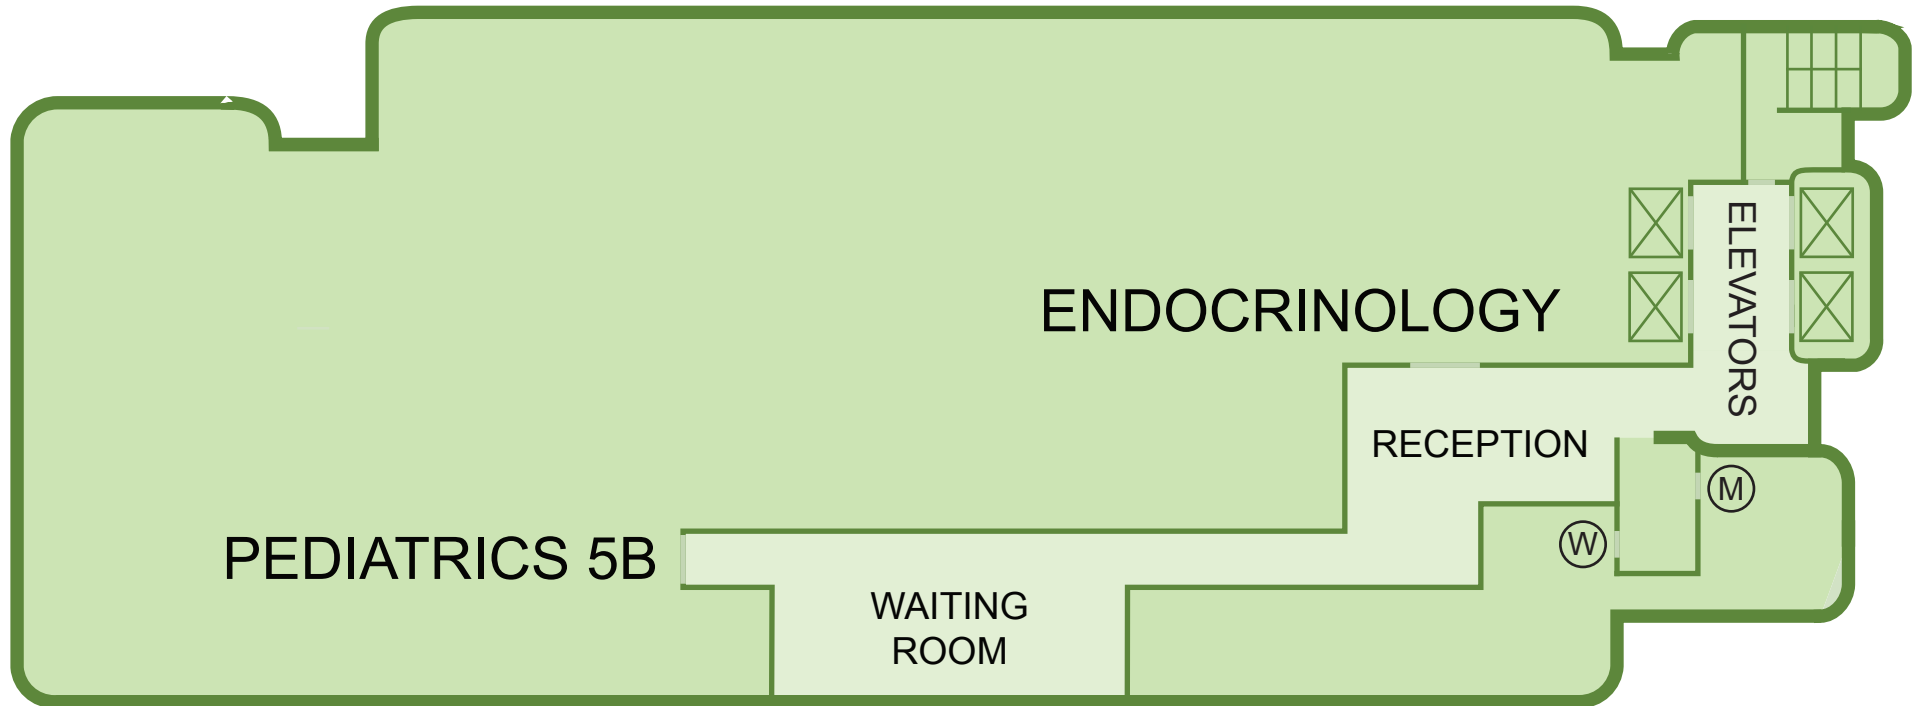 ELEVATORS
ENDOCRINOLOGY
RECEPTION
M
W
PEDIATRICS 5B
WAITING
ROOM